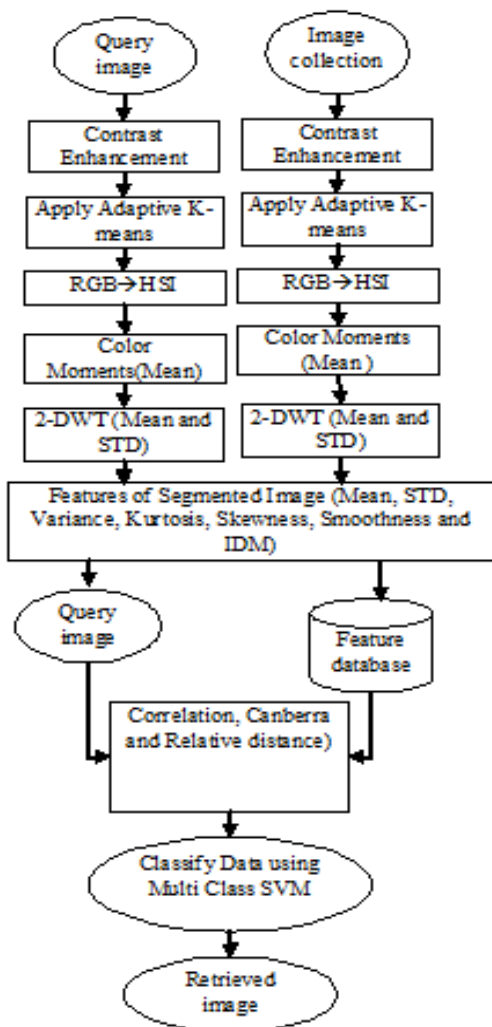 Query
image
Image
collection
Contrast
Enhancement
Contrast
Enhancement
Apply Adaptive K-
means
Apply Adaptive K-
means
RGB→HSI
RGB→HSI
Color
Moments(Mean)
Color Moments
(Mean )
2-DWT (Mean and
STD)
2-DWT (Mean and
STD)
Features of Segmented Image (Mean, STD,
Variance, Kurtosis, Skewness, Smoothness and
IDM)
Query
image
Feature
database
Correlation, Canberra
and Relative distance)
Classify Data using
Multi Class SVM
Retrieved
image